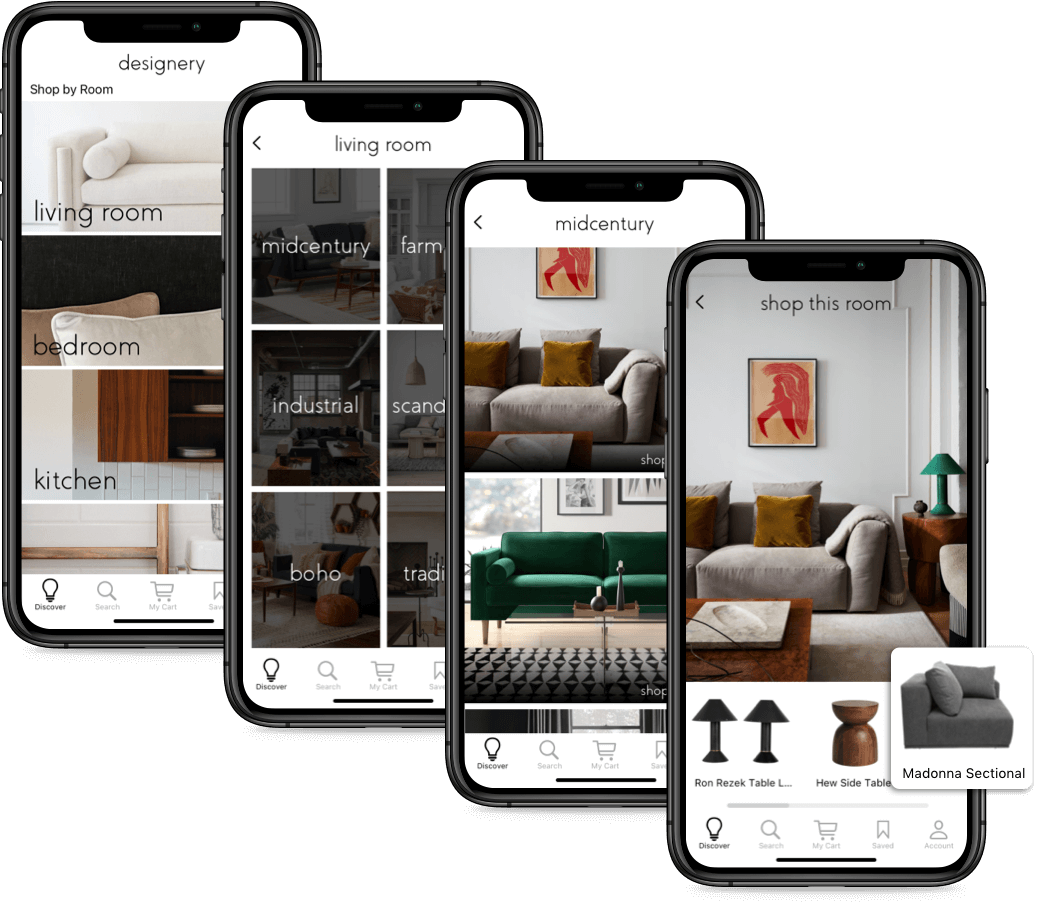 designery
Shop by Room
living room
bedroom
kitchen
Discover
Search
My Cart
Sav
living room
midcentury
farm
industrial
scand
boho
tradi
Discover
Search
My Cart
Save
midcentury
shop
shop
Discover
Search
My Cart
Save
shop this room
Ron Rezek Table L...
Hew Side Table
Madonna Sectional
Discover
Search
My Cart
Saved
Account